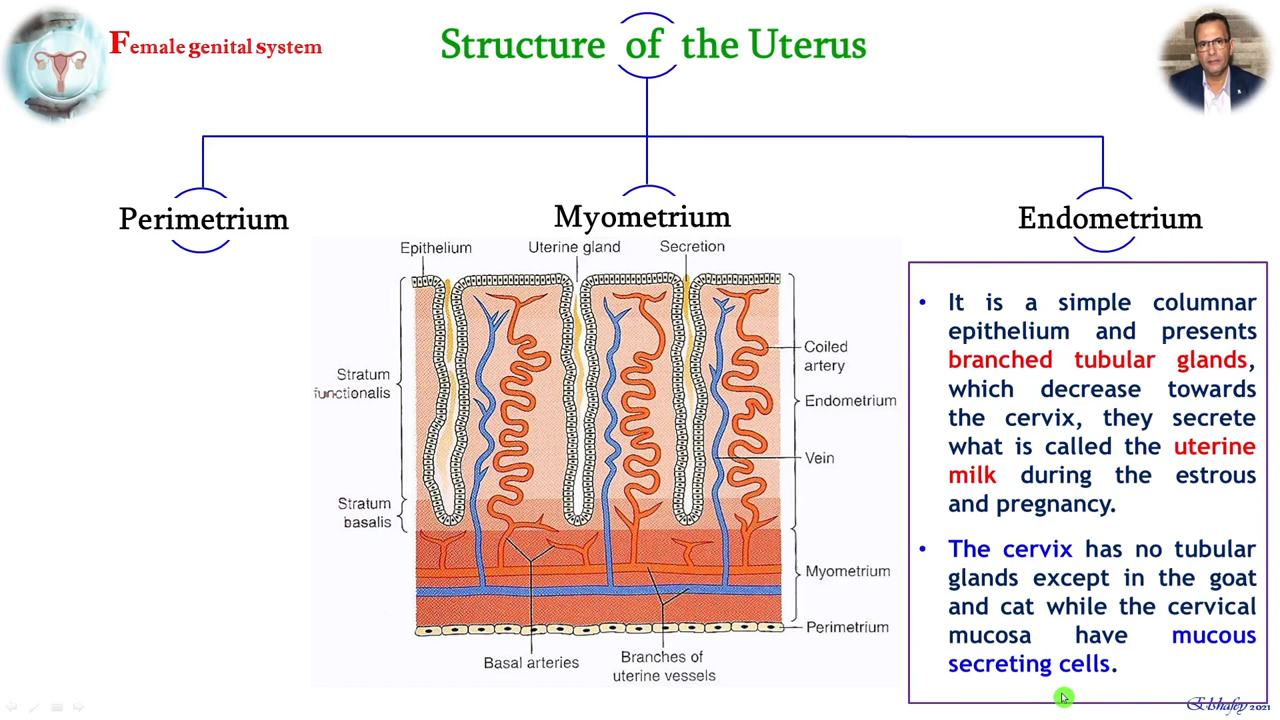 Female genital system
Structure of the Uterus
Perimetrium
Myometrium
Endometrium
Epithelium
Uterine gland
Secretion
Stratum
functionalis
Stratum
basalis
Coiled
artery
Endometrium
Vein
Myometrium
Perimetrium
Basal arteries
Branches of
uterine vessels
• It is a simple columnar
epithelium and presents
branched tubular glands,
which decrease towards
the cervix, they secrete
what is called the uterine
milk during the estrous
and pregnancy.
• The cervix has no tubular
glands except in the goat
and cat while the cervical
mucosa have mucous
secreting cells.
Elshafey 2021